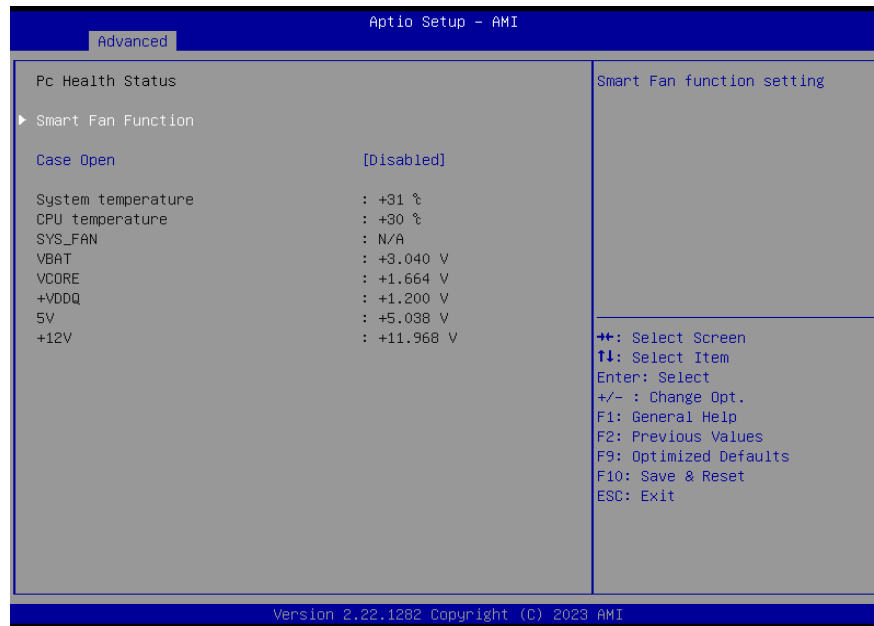 Aptio Setup – AMI
Advanced
Pc Health Status
Smart Fan Function
Case Open [Disabled]
System temperature : +31 ℃
CPU temperature : +30 ℃
SYS_FAN : N/A
VBAT : +3.040 V
VCORE : +1.664 V
+VDDQ : +1.200 V
5V : +5.038 V
+12V : +11.968 V
Smart Fan function setting
→←: Select Screen
↑↓: Select Item
Enter: Select
+/- : Change Opt.
F1: General Help
F2: Previous Values
F9: Optimized Defaults
F10: Save & Reset
ESC: Exit
Version 2.22.1282 Copyright (C) 2023 AMI